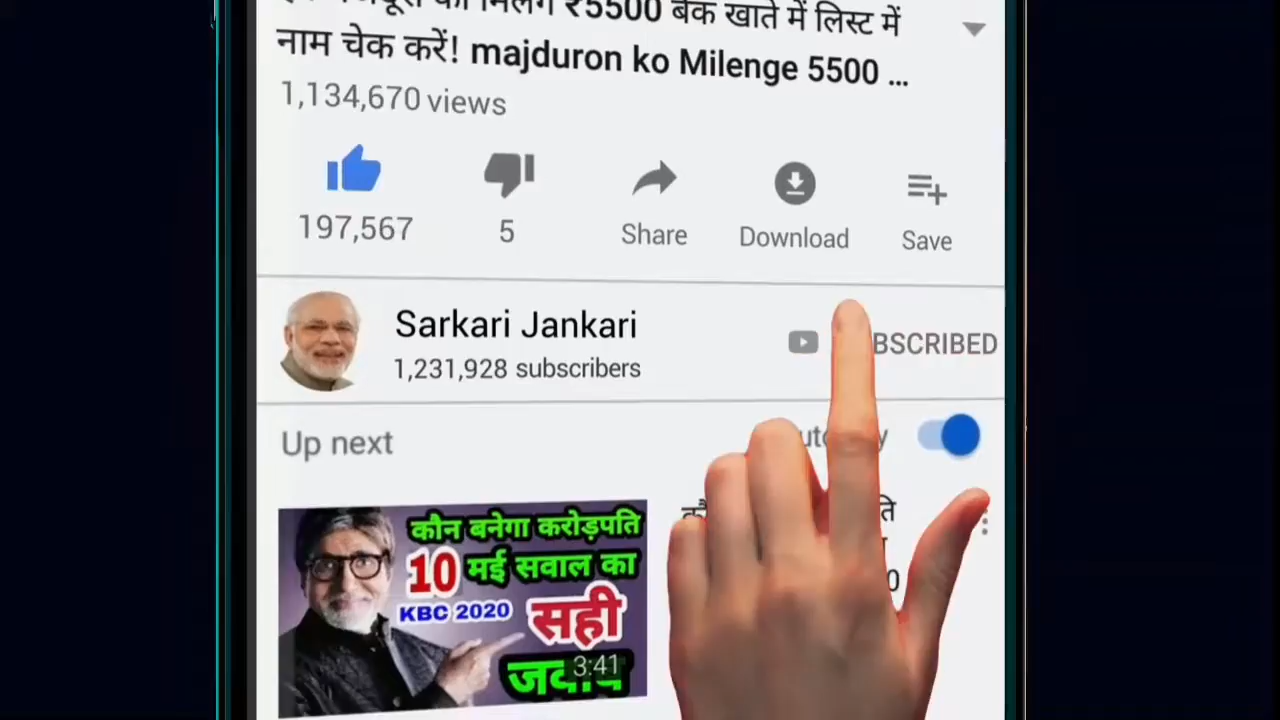 ₹5500 बैंक खाते में लिस्ट में
नाम चेक करें! majduron ko Milenge 5500 ...
1,134,670 views
197,567
5
Share
Download
Save
Sarkari Jankari
1,231,928 subscribers
BSCRIBED
Up next
कौन बनेगा करोड़पति
10 मई सवाल का
KBC 2020 सही
3:41